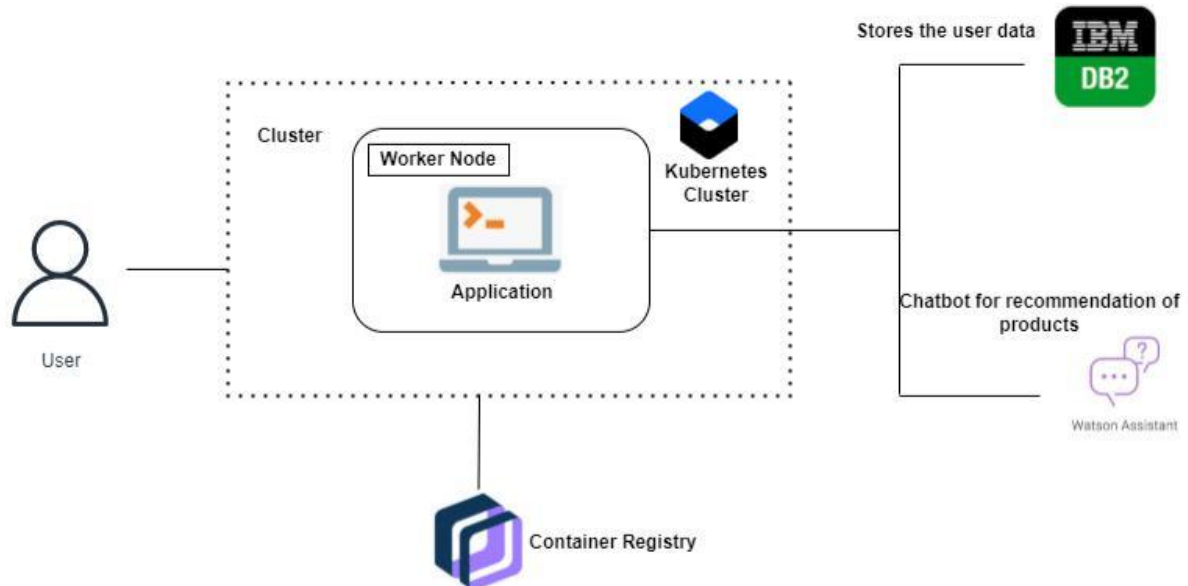 Stores the user data
IBM
DB2
Cluster
Worker Node
Kubernetes
Cluster
Application
User
Chatbot for recommendation of
products
Watson Assistant
Container Registry